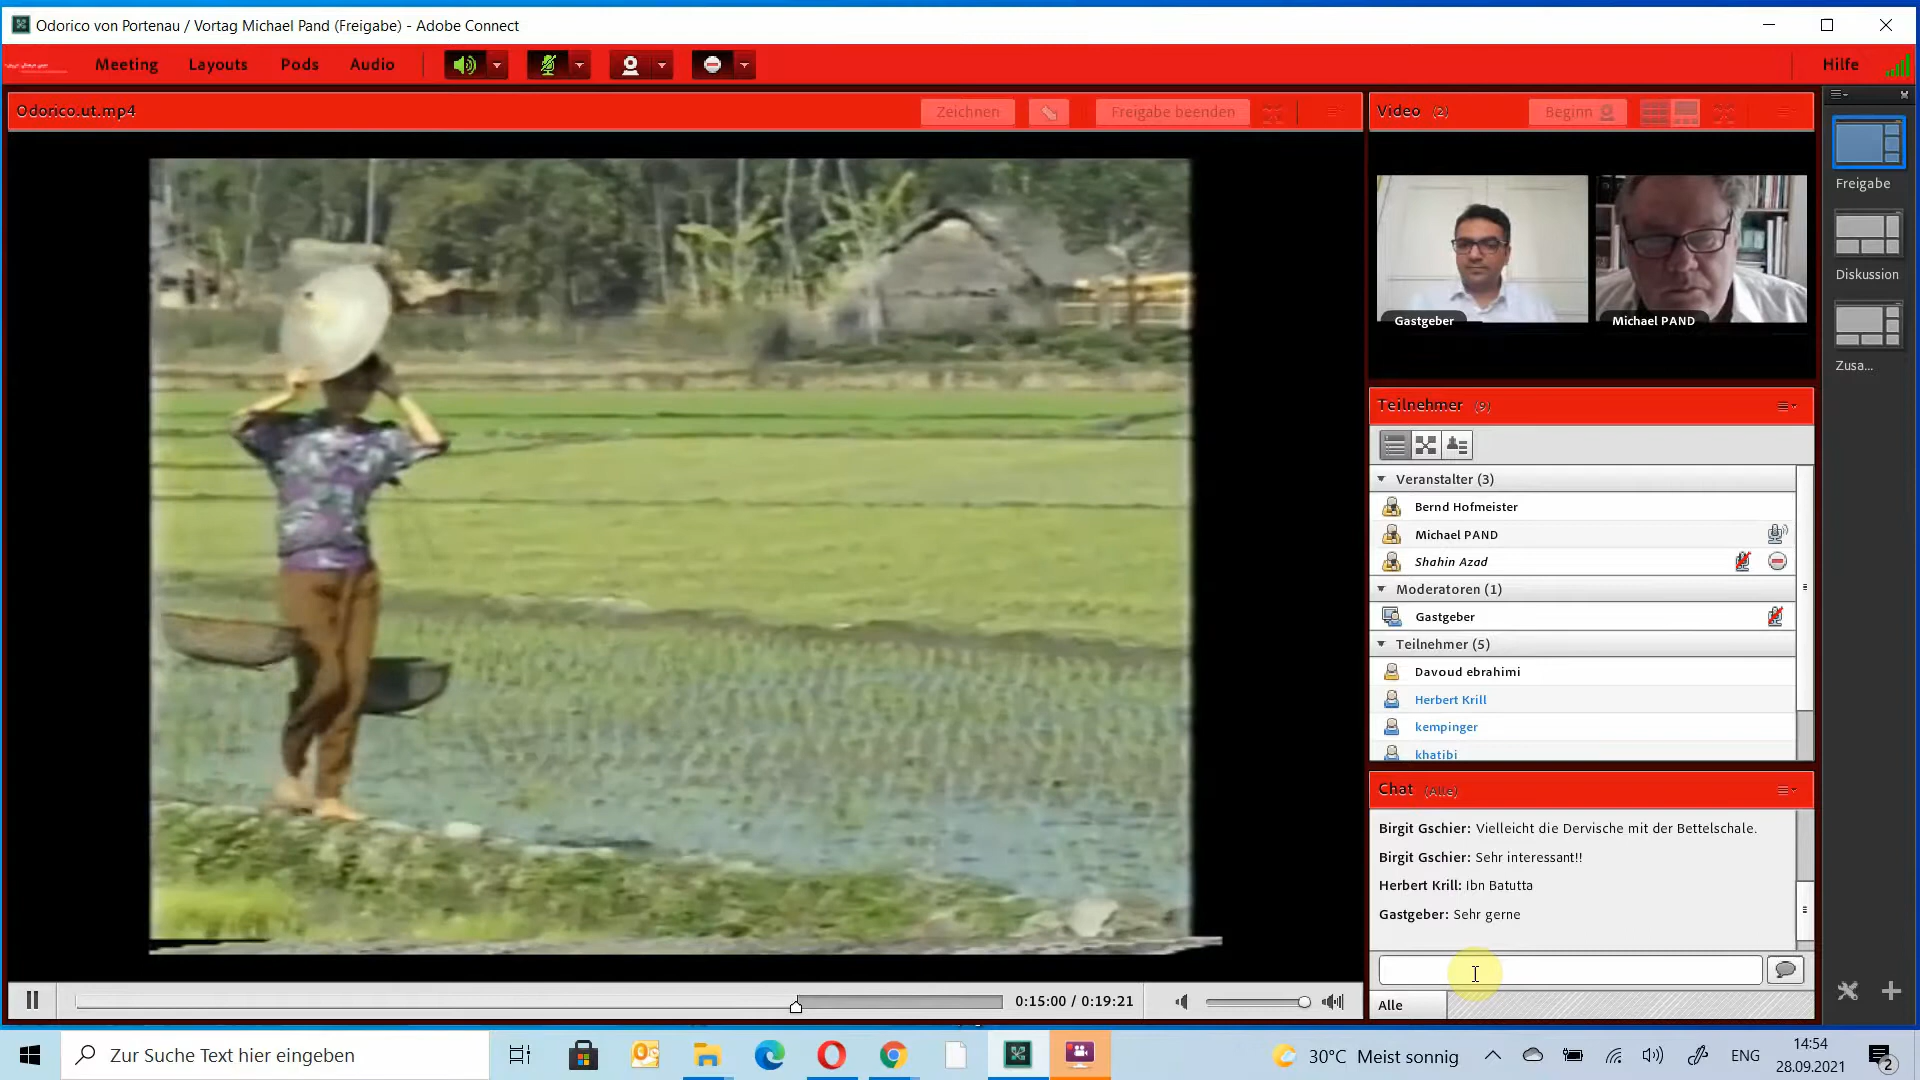 Odorico von Portenau / Vortag Michael Pand (Freigabe) - Adobe Connect
Meeting Layouts Pods Audio Hilfe
Odorico.ut.mp4 Zeichnen Freigabe beenden
Video (2) Beginn
Gastgeber Michael PAND
Freigabe
Diskussion
Zusa...
Teilnehmer (9)
Veranstalter (3)
Bernd Hofmeister
Michael PAND
Shahin Azad
Moderatoren (1)
Gastgeber
Teilnehmer (5)
Davoud ebrahimi
Herbert Krill
kempinger
khatibi
Chat (Alle)
Birgit Gschier: Vielleicht die Dervische mit der Bettelschale.
Birgit Gschier: Sehr interessant!!
Herbert Krill: Ibn Batutta
Gastgeber: Sehr gerne
Alle
0:15:00 / 0:19:21
Zur Suche Text hier eingeben
30°C Meist sonnig
ENG
14:54
28.09.2021
2